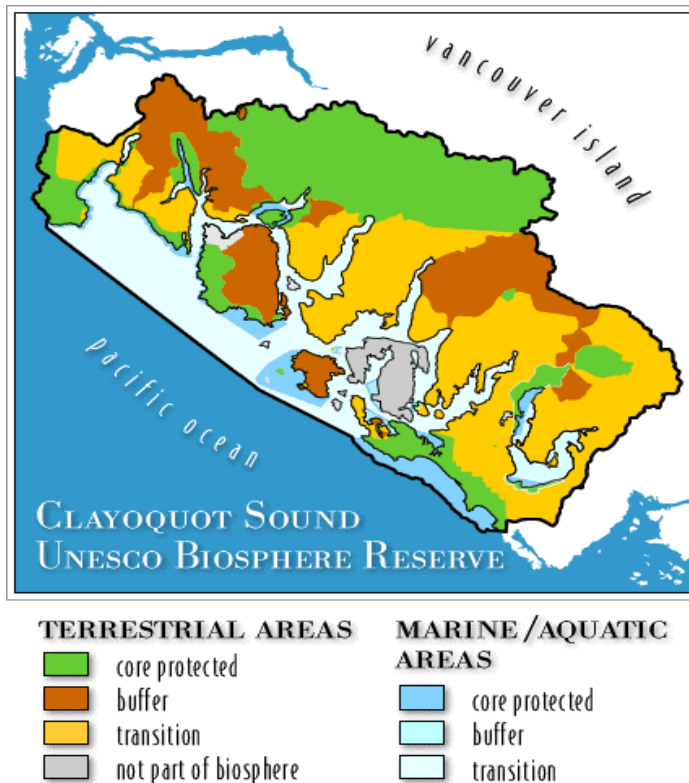 vancouver island
pacific ocean
CLAYOQUOT SOUND
UNESCO BIOSPHERE RESERVE
TERRESTRIAL AREAS
core protected
buffer
transition
not part of biosphere
MARINE/AQUATIC
AREAS
core protected
buffer
transition